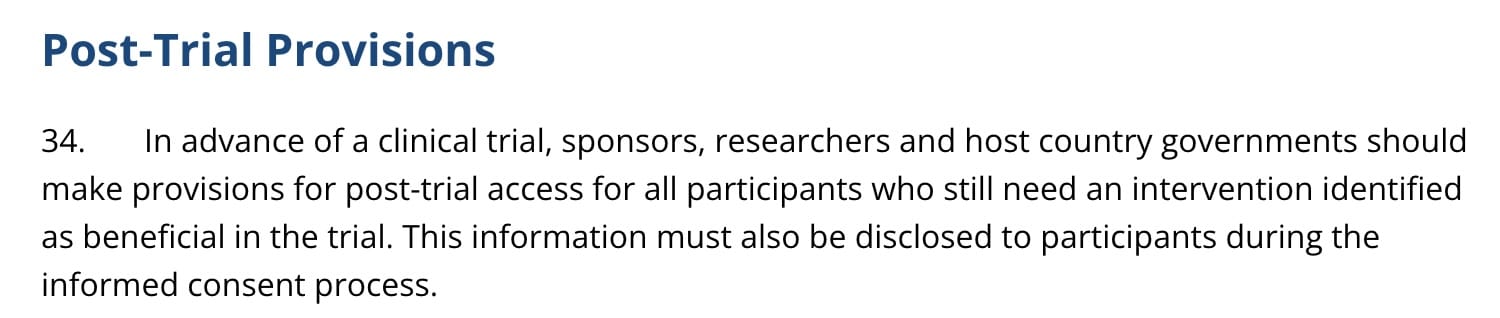 Post-Trial Provisions
34. In advance of a clinical trial, sponsors, researchers and host country governments should
make provisions for post-trial access for all participants who still need an intervention identified
as beneficial in the trial. This information must also be disclosed to participants during the
informed consent process.